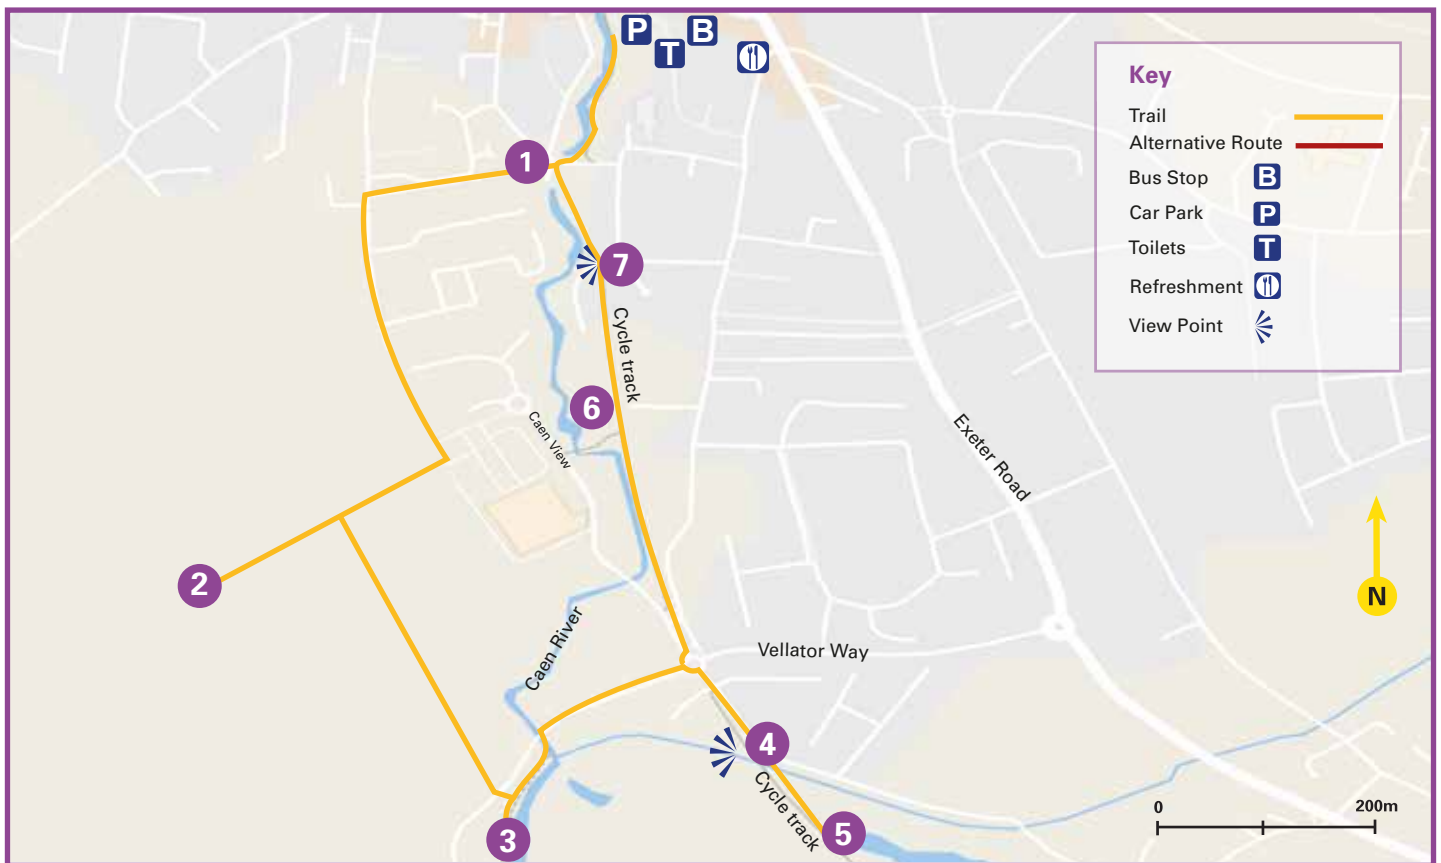 P
B
T
Key
Trail
Alternative Route
Bus Stop B
Car Park P
Toilets T
Refreshment
View Point
1
7
Cycle track
6
Caen View
Exeter Road
2
N
Caen River
Vellator Way
4
Cycle track
5
3
0 200m